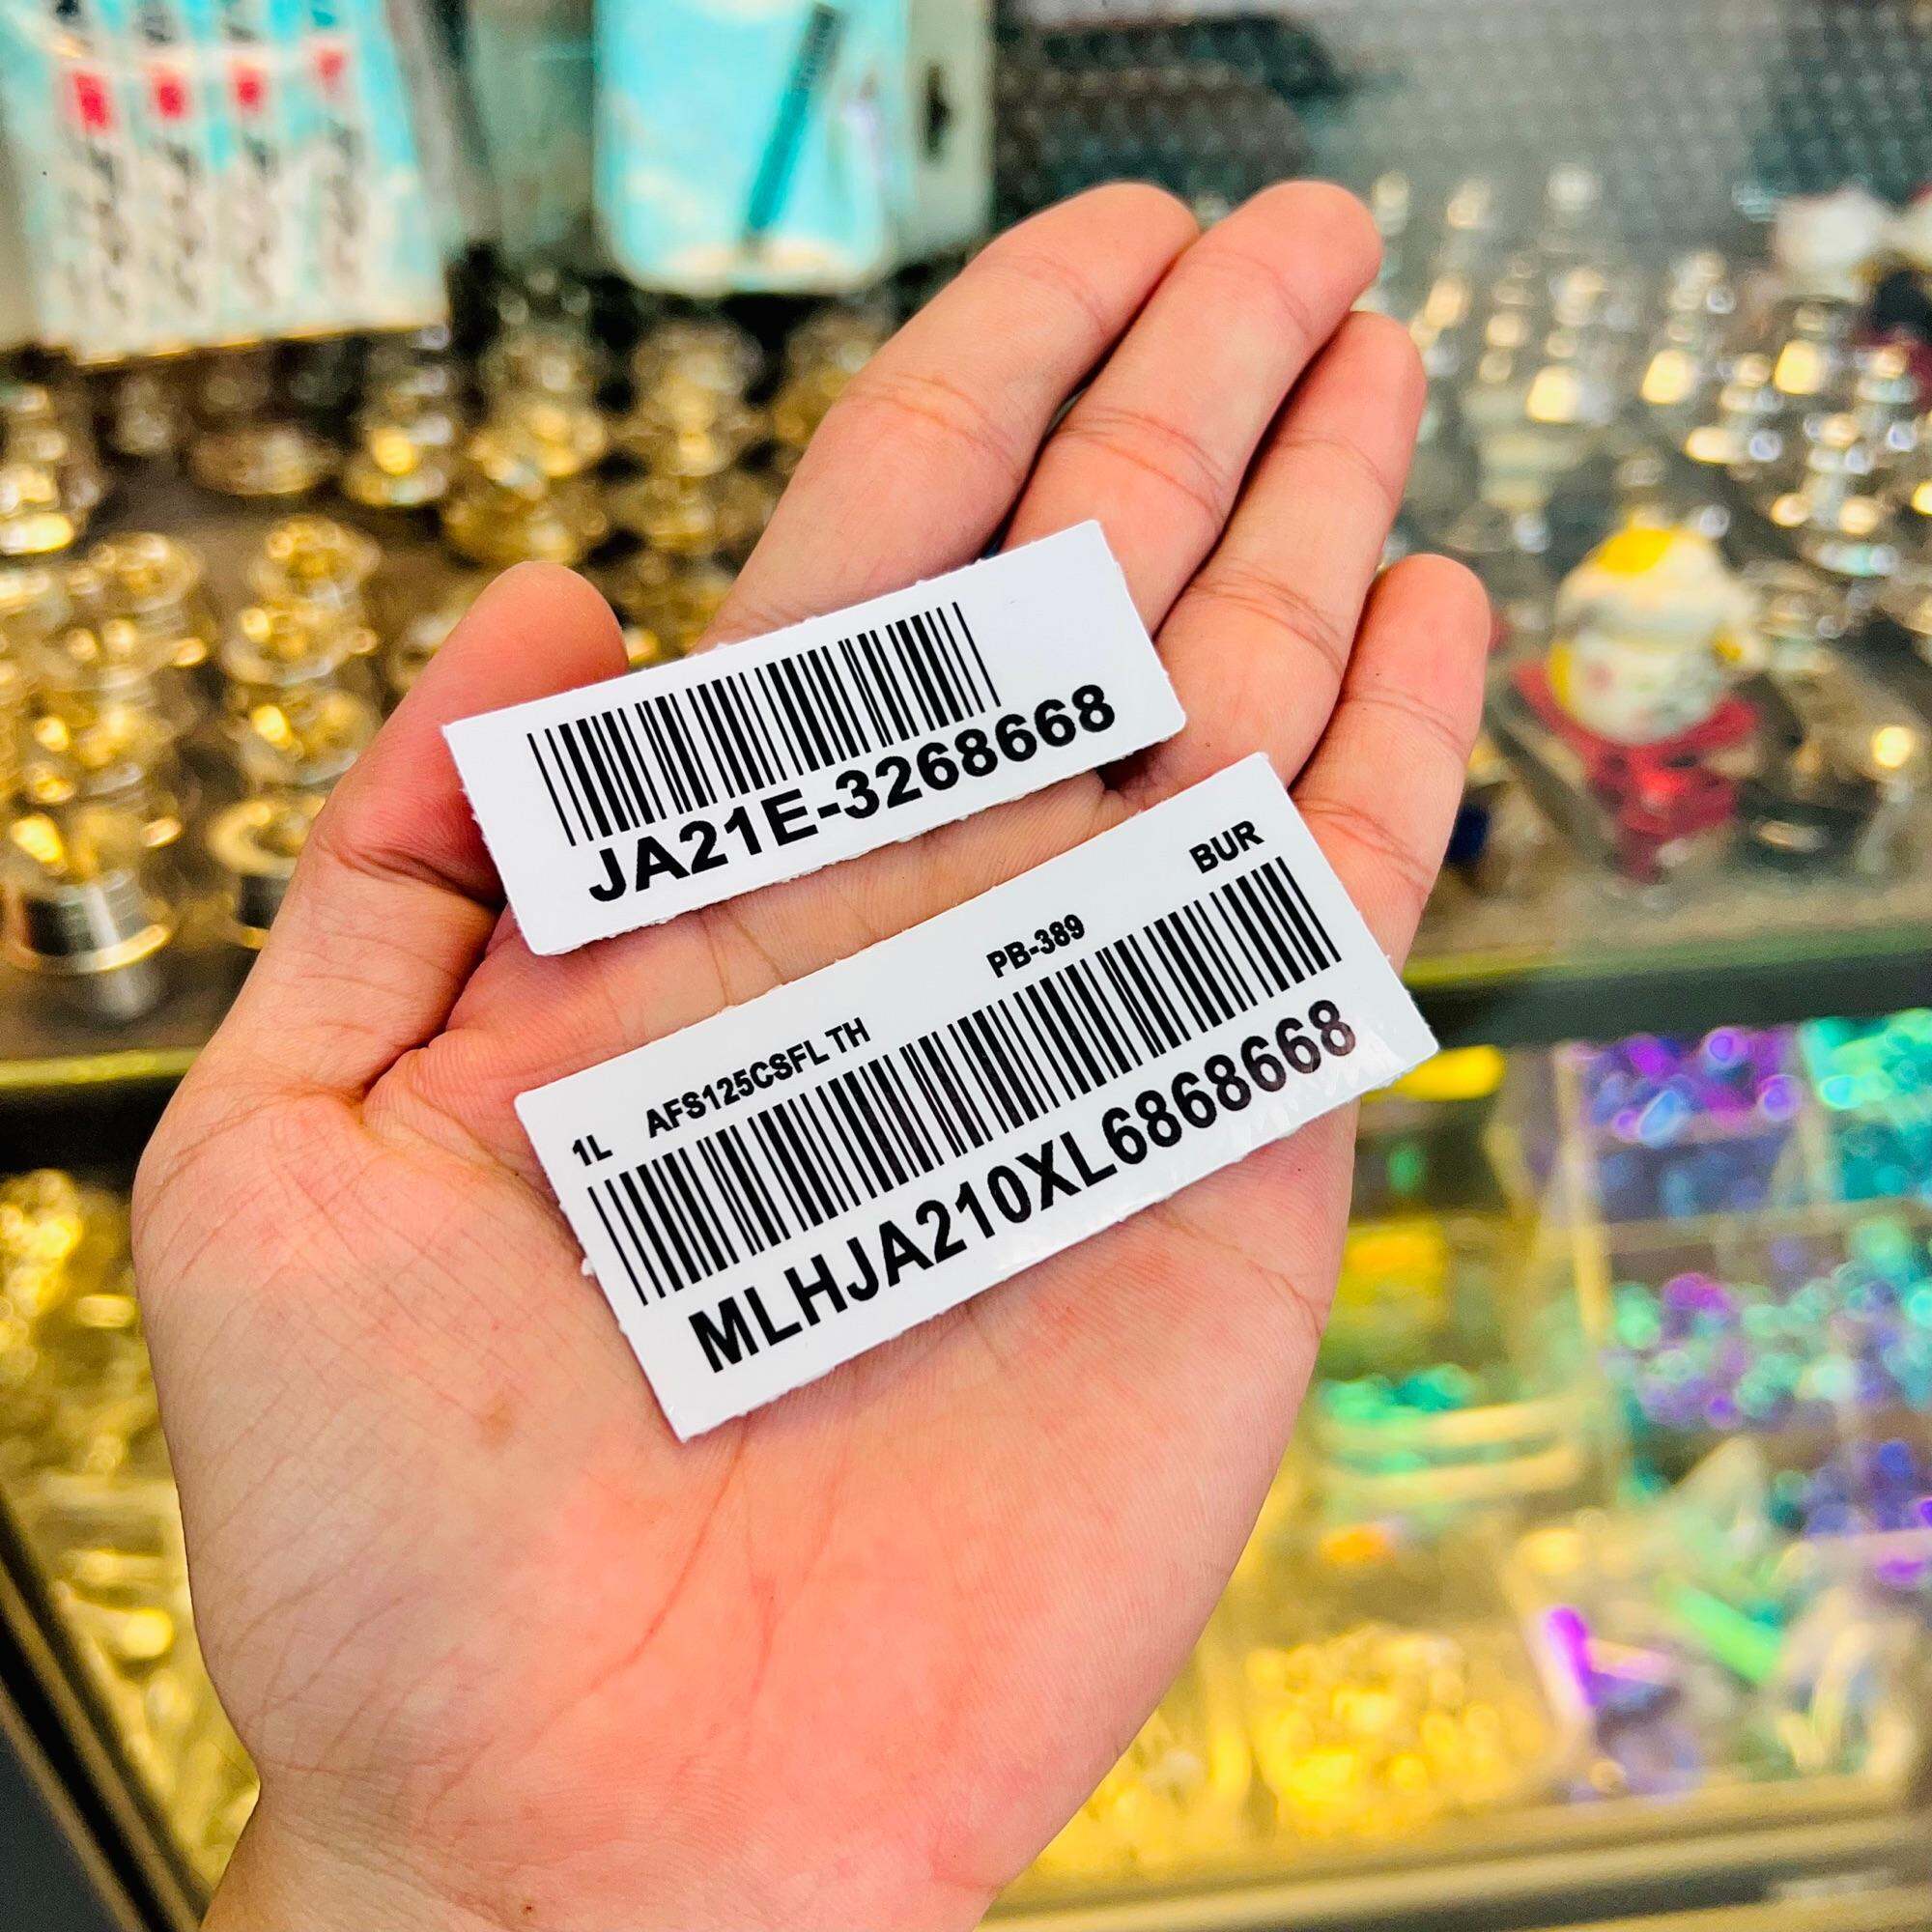 JA21E-3268668
1L AFS125CSFL TH PB-389 BUR
MLHJA210XL6868668